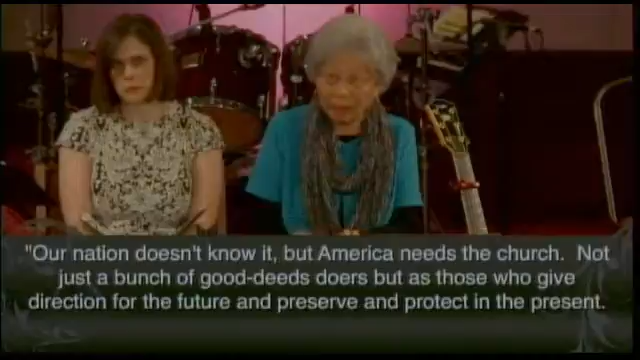 "Our nation doesn't know it, but America needs the church.  Not
just a bunch of good-deeds doers but as those who give
direction for the future and preserve and protect in the present.